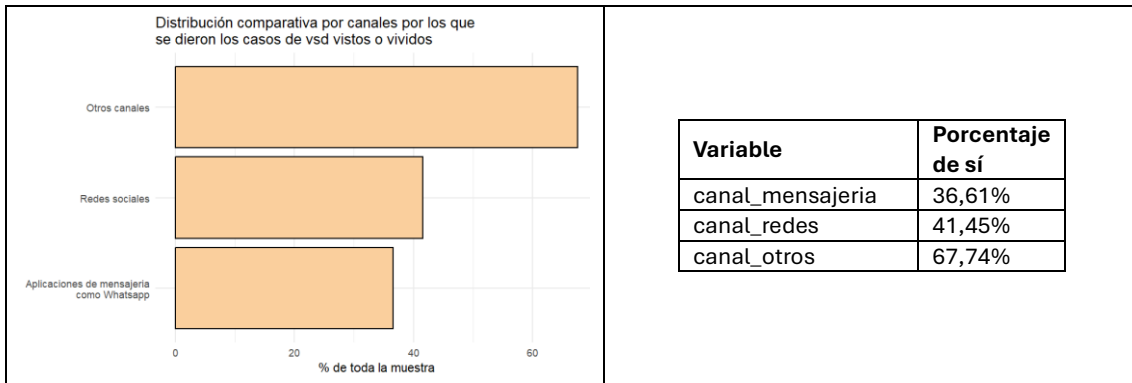 Distribución comparativa por canales por los que
se dieron los casos de vsd vistos o vividos
Otros canales
Redes sociales
Aplicaciones de mensajeria
como Whatsapp
0 20 40 60
% de toda la muestra
Variable Porcentaje
de sí
canal_mensajeria 36,61%
canal_redes 41,45%
canal_otros 67,74%